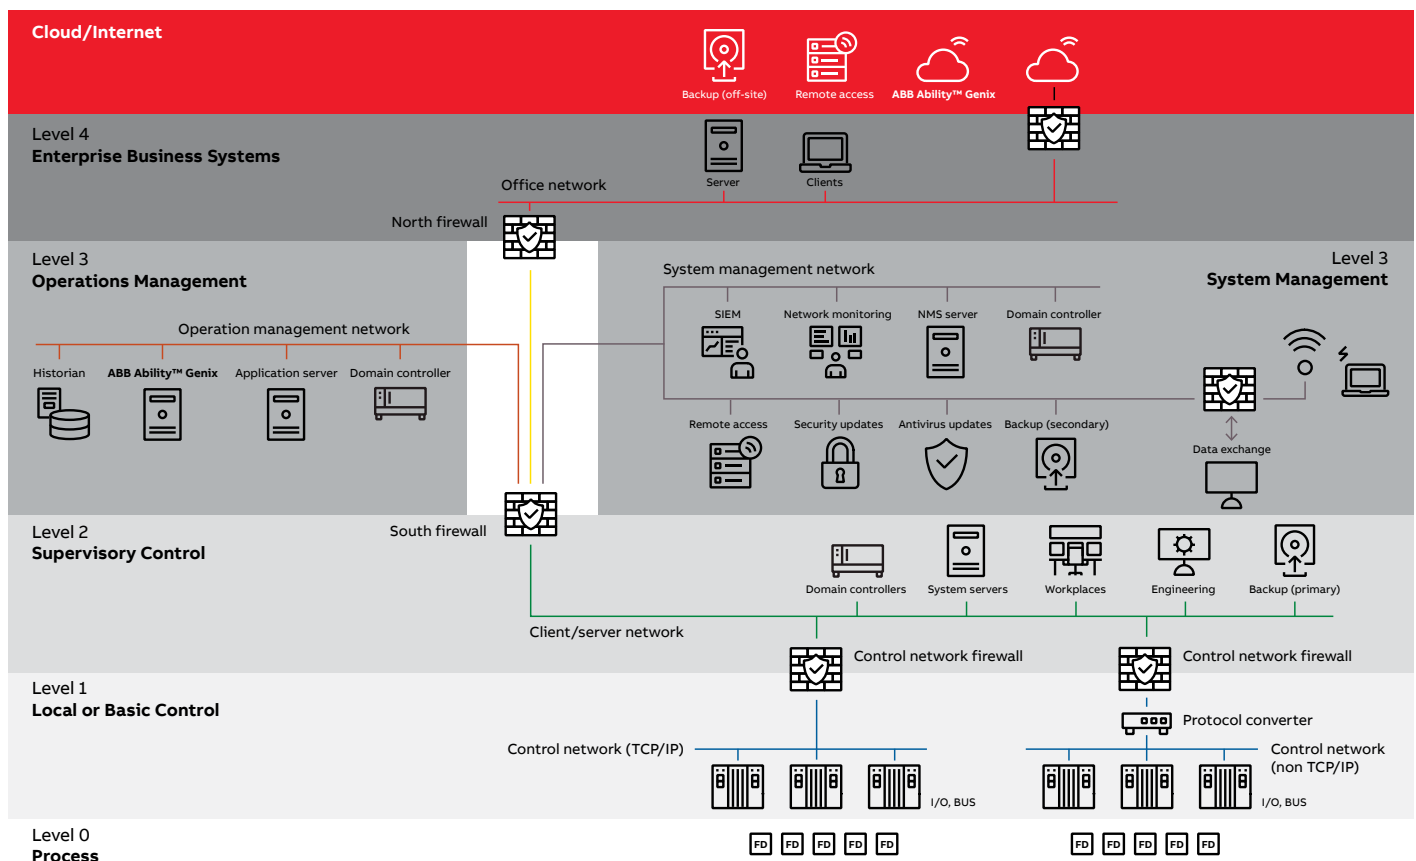 Cloud/Internet
Backup (off-site)
Remote access
ABB Ability™ Genix
Level 4
Enterprise Business Systems
Server
Clients
Office network
North firewall
Level 3
Operations Management
System management network
Level 3
System Management
SIEM
Network monitoring
NMS server
Domain controller
Operation management network
Historian
ABB Ability™ Genix
Application server
Domain controller
Remote access
Security updates
Antivirus updates
Backup (secondary)
Data exchange
Level 2
Supervisory Control
South firewall
Domain controllers
System servers
Workplaces
Engineering
Backup (primary)
Client/server network
Control network firewall
Control network firewall
Level 1
Local or Basic Control
Protocol converter
Control network (TCP/IP)
Control network
(non TCP/IP)
I/O, BUS
I/O, BUS
Level 0
Process
FD FD FD FD FD
FD FD FD FD FD